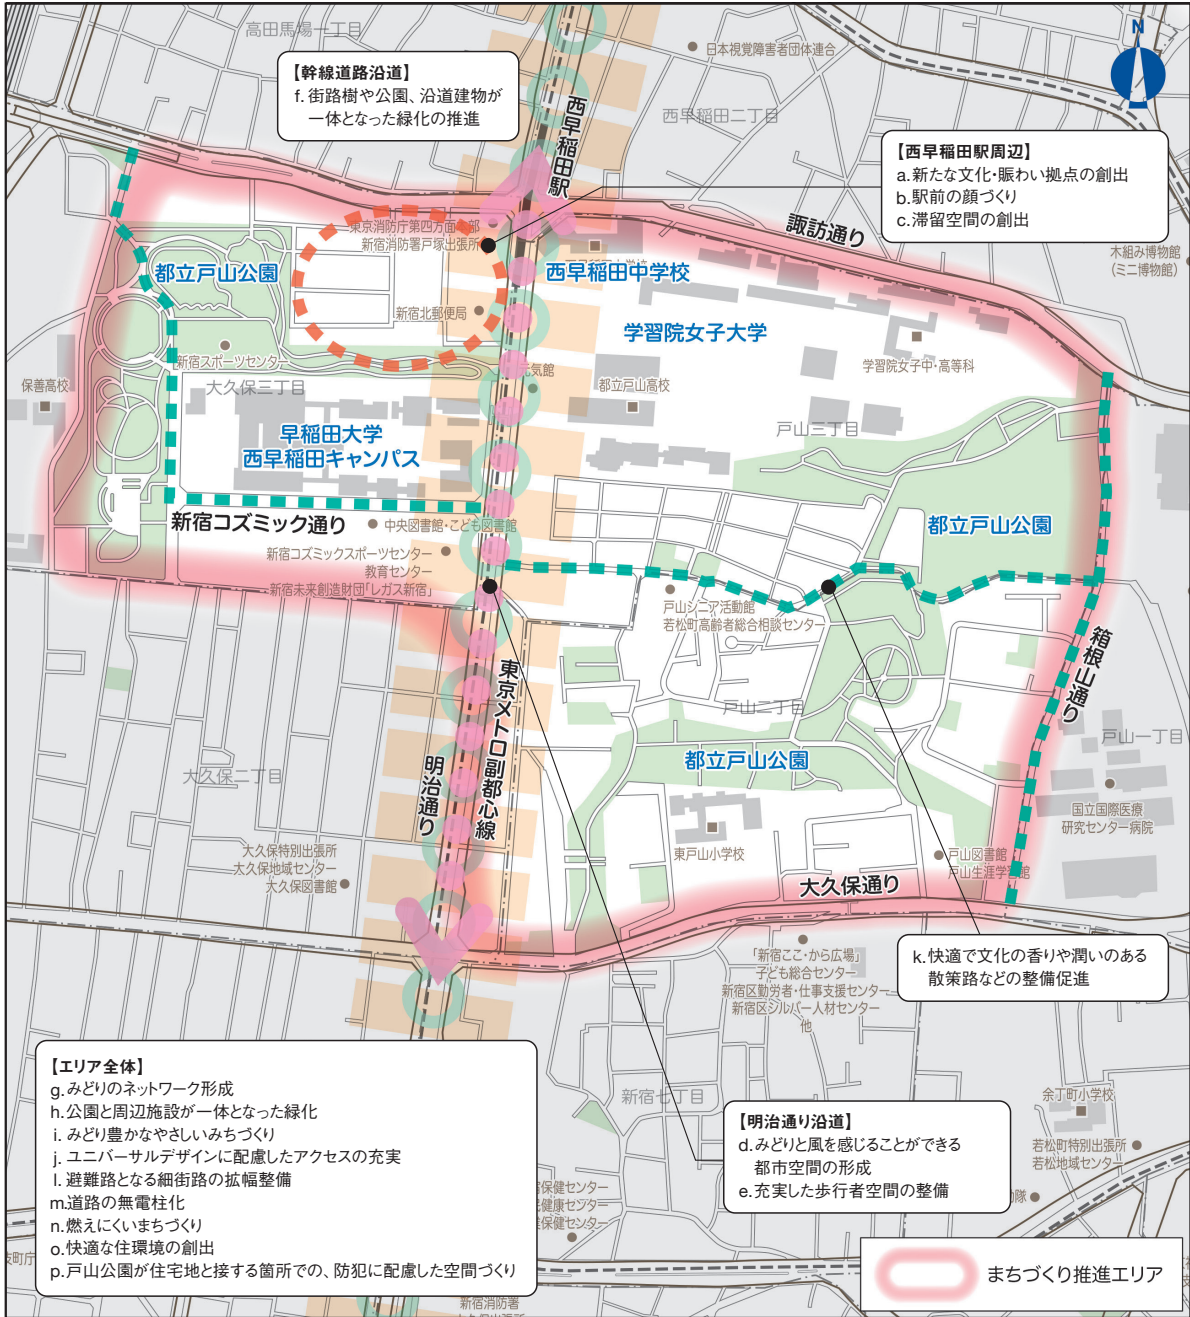 高田馬場一丁目
日本視覚障害者団体連合
N
【幹線道路沿道】
f. 街路樹や公園、沿道建物が
一体となった緑化の推進
西早稲田駅
西早稲田二丁目
【西早稲田駅周辺】
a.新たな文化・賑わい拠点の創出
b.駅前の顔づくり
c.滞留空間の創出
諏訪通り
木組み博物館
(ミニ博物館)
新宿消防署戸塚出張所
都立戸山公園
西早稲田中学校
新宿北郵便局
学習院女子大学
学習院女子中・高等科
新宿スポーツセンター
元気館
保善高校
大久保三丁目
都立戸山高校
早稲田大学
西早稲田キャンパス
戸山三丁目
新宿コズミック通り
中央図書館・こども図書館
都立戸山公園
新宿コズミックスポーツセンター
教育センター
新宿未来創造財団「レガス新宿」
戸山シニア活動館
若松町高齢者総合相談センター
箱根山通り
東京メトロ副都心線
戸山二丁目
戸山一丁目
都立戸山公園
大久保二丁目
明治通り
国立国際医療
研究センター病院
大久保特別出張所
大久保地域センター
大久保図書館
東戸山小学校
戸山図書館
戸山生涯学習館
大久保通り
「新宿ここ・から広場」
子ども総合センター
新宿区勤労者・仕事支援センター
新宿区シルバー人材センター
他
k.快適で文化の香りや潤いのある
散策路などの整備促進
【エリア全体】
g.みどりのネットワーク形成
h.公園と周辺施設が一体となった緑化
i. みどり豊かなやさしいみちづくり
j. ユニバーサルデザインに配慮したアクセスの充実
l. 避難路となる細街路の拡幅整備
m.道路の無電柱化
n.燃えにくいまちづくり
o.快適な住環境の創出
p.戸山公園が住宅地と接する箇所での、防犯に配慮した空間づくり
新宿七丁目
余丁町小学校
若松町特別出張所
若松地域センター
【明治通り沿道】
d.みどりと風を感じることができる
都市空間の形成
e.充実した歩行者空間の整備
保健センター
健康センター
保健センター
まちづくり推進エリア
新宿消防署